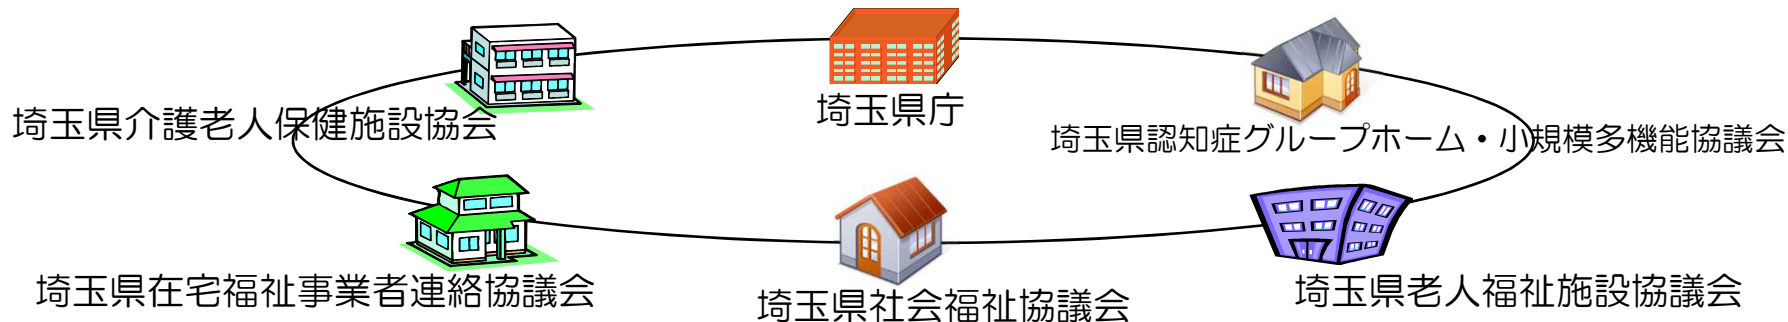 埼玉県介護老人保健施設協会
埼玉県庁
埼玉県認知症グループホーム・小規模多機能協議会
埼玉県在宅福祉事業者連絡協議会
埼玉県社会福祉協議会
埼玉県老人福祉施設協議会